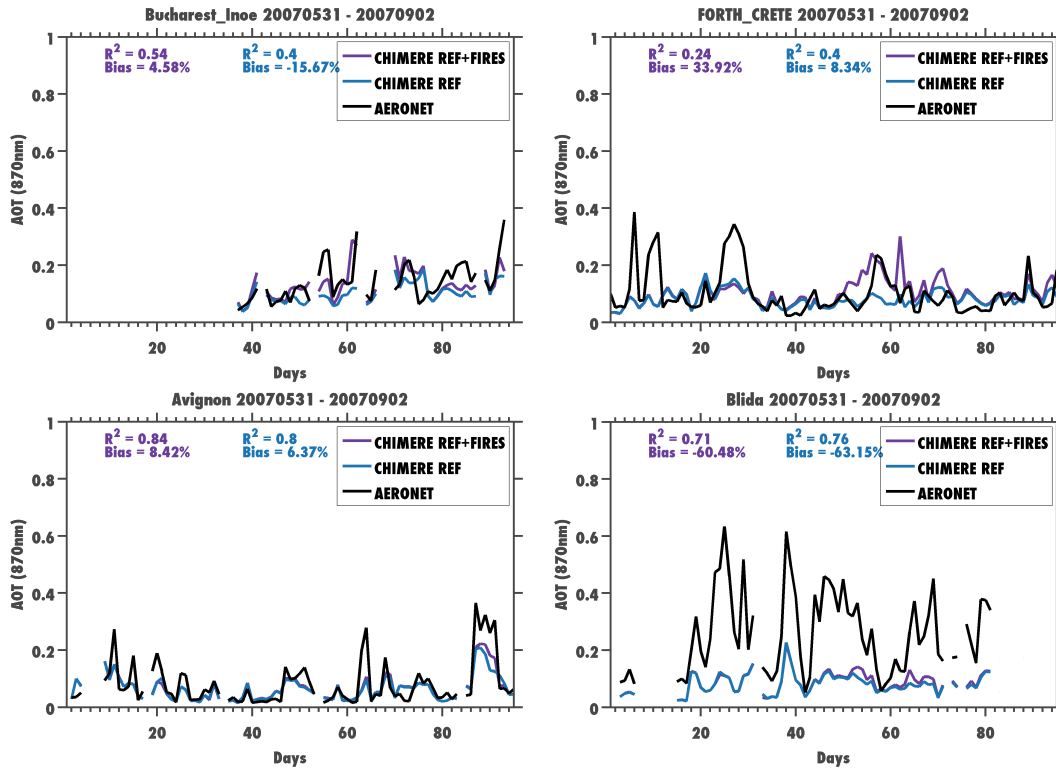 Bucharest_Inoe 20070531 - 20070902
R² = 0.54
Bias = 4.58%
R² = 0.4
Bias = -15.67%
CHIMERE REF+FIRES
CHIMERE REF
AERONET
AOT (870nm)
1
0.8
0.6
0.4
0.2
0
20
40
60
80
Days
FORTH_CRETE 20070531 - 20070902
R² = 0.24
Bias = 33.92%
R² = 0.4
Bias = 8.34%
CHIMERE REF+FIRES
CHIMERE REF
AERONET
AOT (870nm)
1
0.8
0.6
0.4
0.2
0
20
40
60
80
Days
Avignon 20070531 - 20070902
R² = 0.84
Bias = 8.42%
R² = 0.8
Bias = 6.37%
CHIMERE REF+FIRES
CHIMERE REF
AERONET
AOT (870nm)
1
0.8
0.6
0.4
0.2
0
20
40
60
80
Days
Blida 20070531 - 20070902
R² = 0.71
Bias = -60.48%
R² = 0.76
Bias = -63.15%
CHIMERE REF+FIRES
CHIMERE REF
AERONET
AOT (870nm)
1
0.8
0.6
0.4
0.2
0
20
40
60
80
Days